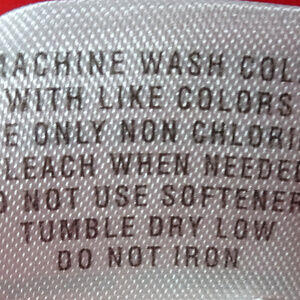 MACHINE WASH COL
WITH LIKE COLORS
E ONLY NON CHLORI
LEACH WHEN NEEDED
O NOT USE SOFTENER
TUMBLE DRY LOW
DO NOT IRON